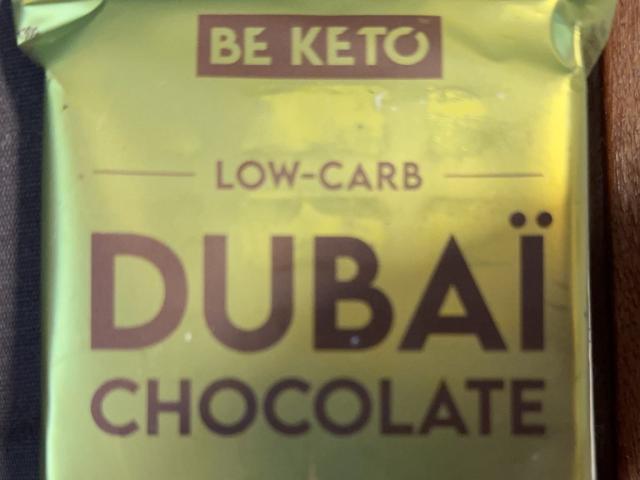 BE KETO
LOW-CARB
DUBAÏ
CHOCOLATE